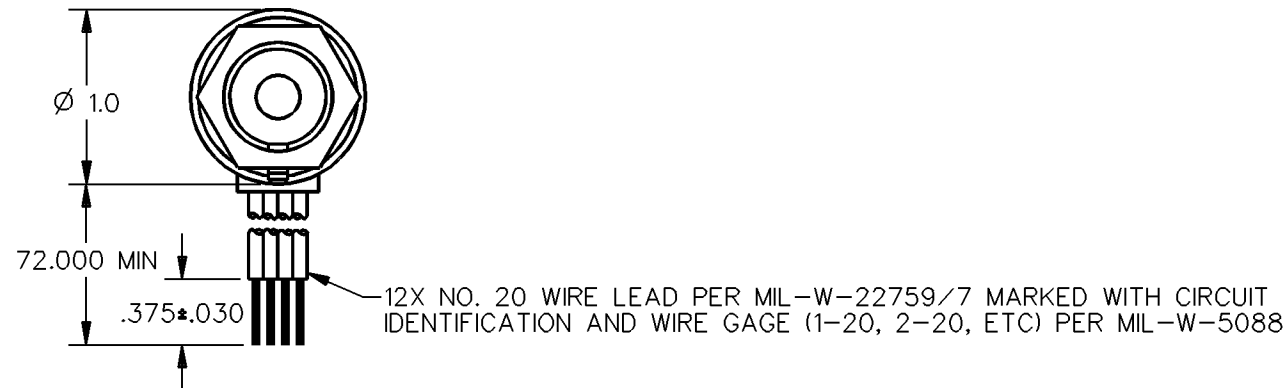 Ø 1.0
72.000 MIN
.375±.030
12X NO. 20 WIRE LEAD PER MIL-W-22759/7 MARKED WITH CIRCUIT
IDENTIFICATION AND WIRE GAGE (1-20, 2-20, ETC) PER MIL-W-5088